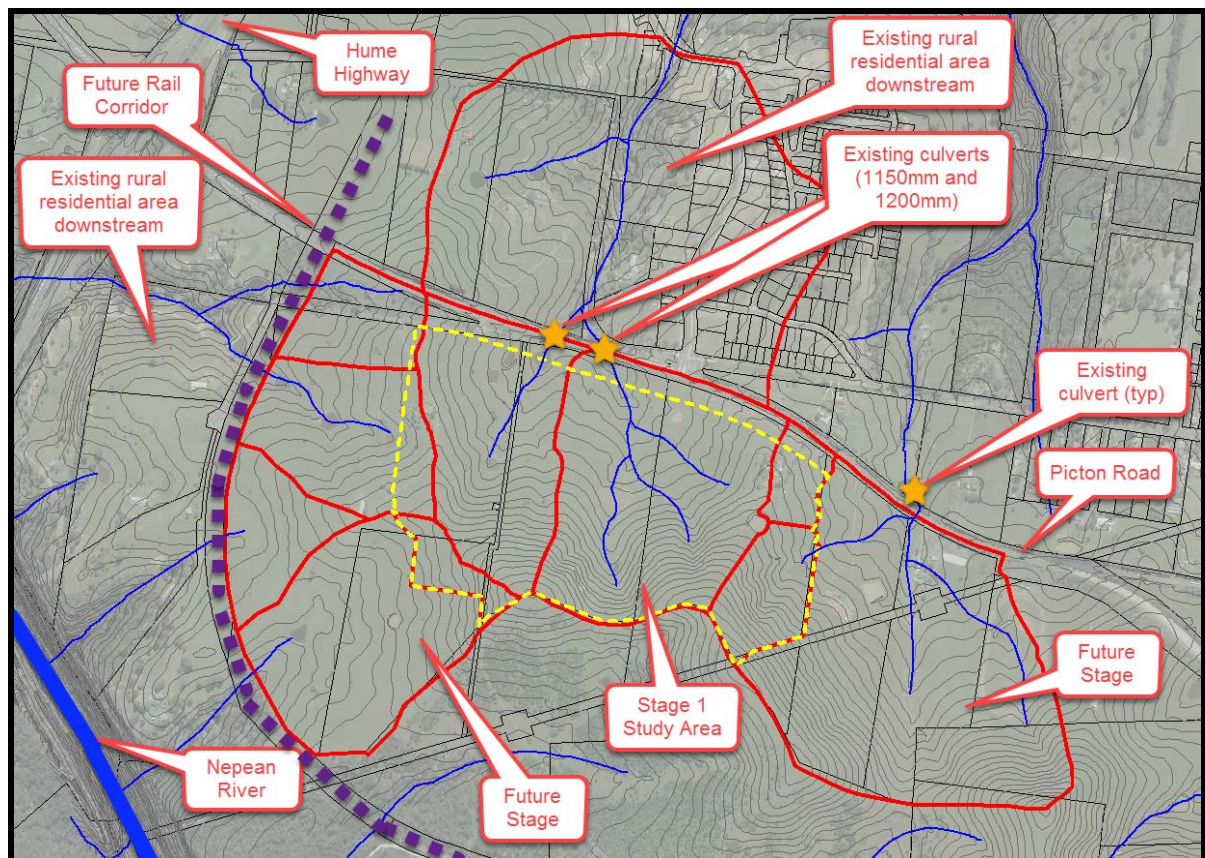 Hume
Highway
Existing rural
residential area
downstream
Future Rail
Corridor
Existing culverts
(1150mm and
1200mm)
Existing rural
residential area
downstream
Existing
culvert (typ)
Picton Road
Future
Stage
Stage 1
Study Area
Nepean
River
Future
Stage